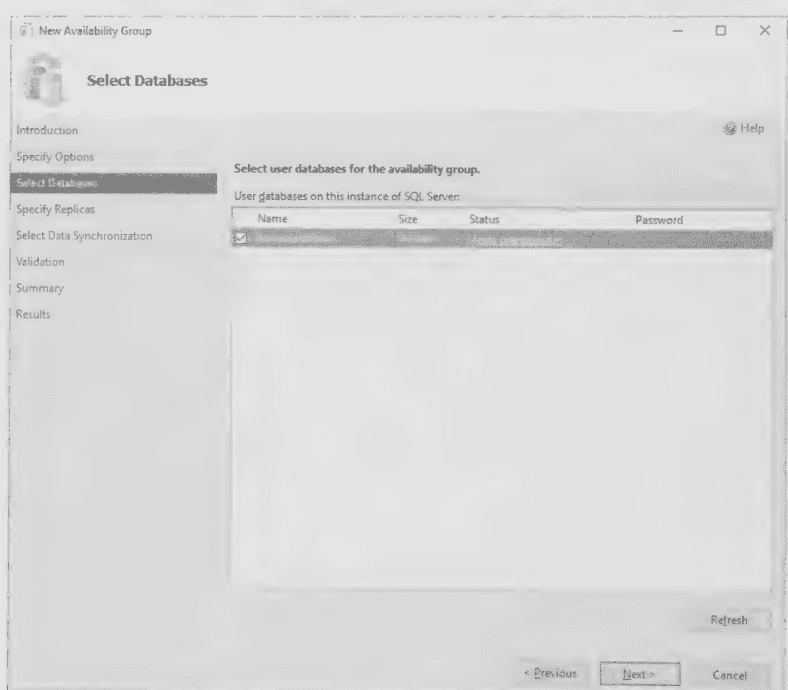 New Availability Group
Select Databases
Help
Introduction
Specify Options
Select Databases
Specify Replicas
Select Data Synchronization
Validation
Summary
Results
Select user databases for the availability group.
User databases on this instance of SQL Server:
Name Size Status Password
Refresh
< Previous Next > Cancel